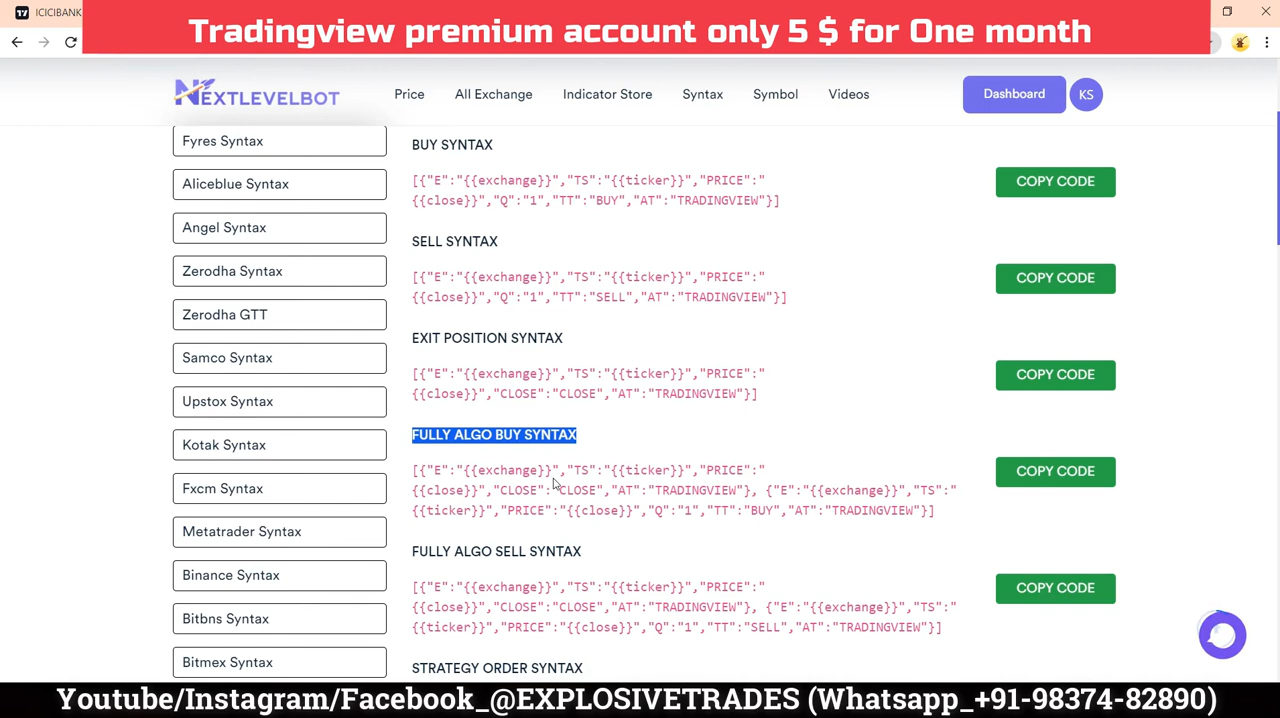 ICICIBANK
Tradingview premium account only 5 $ for One month
NEXTLEVELBOT
Price
All Exchange
Indicator Store
Syntax
Symbol
Videos
Dashboard
KS
Fyres Syntax
Aliceblue Syntax
Angel Syntax
Zerodha Syntax
Zerodha GTT
Samco Syntax
Upstox Syntax
Kotak Syntax
Fxcm Syntax
Metatrader Syntax
Binance Syntax
Bitbns Syntax
Bitmex Syntax
BUY SYNTAX
[{"E":"{{exchange}}","TS":"{{ticker}}","PRICE":"
{{close}}","Q":"1","TT":"BUY","AT":"TRADINGVIEW"}]
COPY CODE
SELL SYNTAX
[{"E":"{{exchange}}","TS":"{{ticker}}","PRICE":"
{{close}}","Q":"1","TT":"SELL","AT":"TRADINGVIEW"}]
COPY CODE
EXIT POSITION SYNTAX
[{"E":"{{exchange}}","TS":"{{ticker}}","PRICE":"
{{close}}","CLOSE":"CLOSE","AT":"TRADINGVIEW"}]
COPY CODE
FULLY ALGO BUY SYNTAX
[{"E":"{{exchange}}","TS":"{{ticker}}","PRICE":"
{{close}}","CLOSE":"CLOSE","AT":"TRADINGVIEW"}, {"E":"{{exchange}}","TS":"
{{ticker}}","PRICE":"{{close}}","Q":"1","TT":"BUY","AT":"TRADINGVIEW"}]
COPY CODE
FULLY ALGO SELL SYNTAX
[{"E":"{{exchange}}","TS":"{{ticker}}","PRICE":"
{{close}}","CLOSE":"CLOSE","AT":"TRADINGVIEW"}, {"E":"{{exchange}}","TS":"
{{ticker}}","PRICE":"{{close}}","Q":"1","TT":"SELL","AT":"TRADINGVIEW"}]
COPY CODE
STRATEGY ORDER SYNTAX
Youtube/Instagram/Facebook_@EXPLOSIVETRADES (Whatsapp_+91-98374-82890)